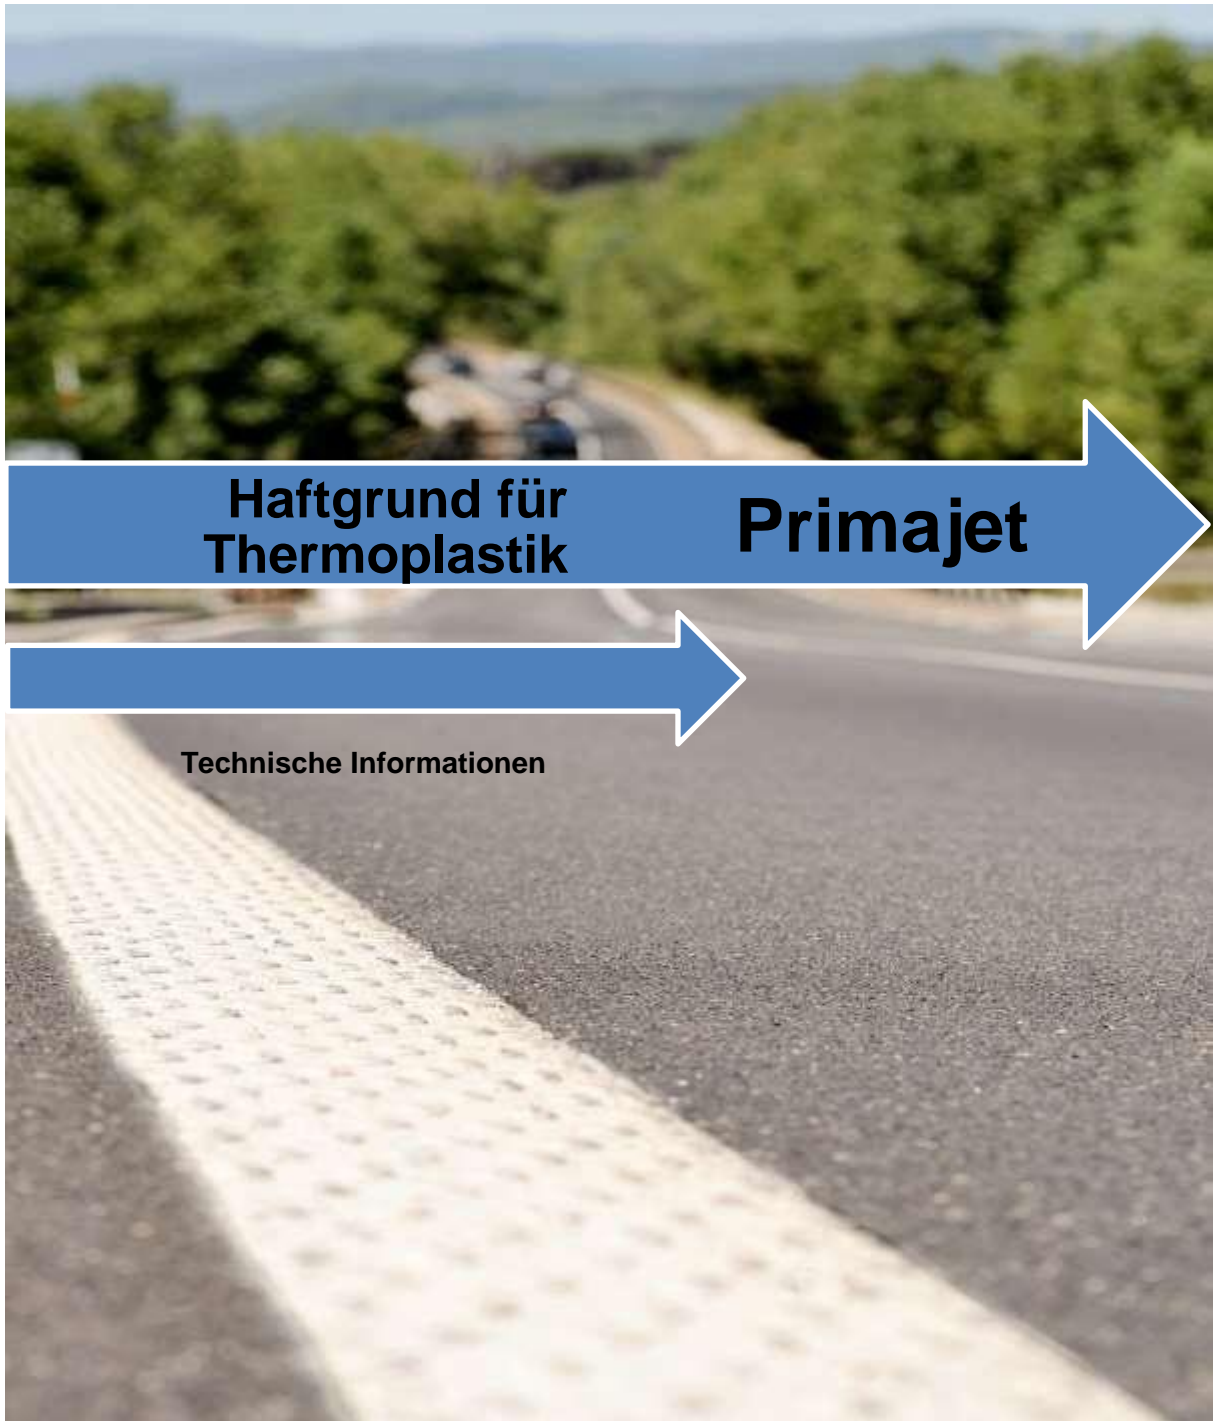 Haftgrund für
Thermoplastik
Primajet
Technische Informationen